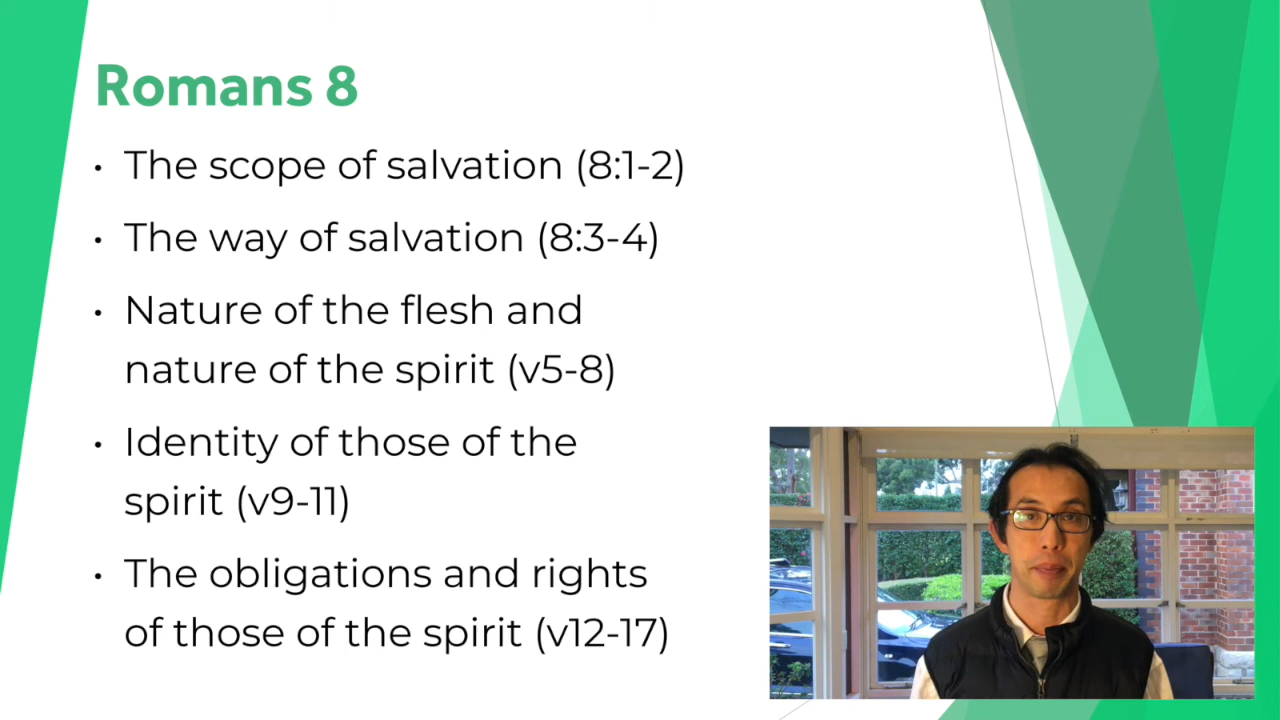 Romans 8
• The scope of salvation (8:1-2)
• The way of salvation (8:3-4)
• Nature of the flesh and
nature of the spirit (v5-8)
• Identity of those of the
spirit (v9-11)
• The obligations and rights
of those of the spirit (v12-17)